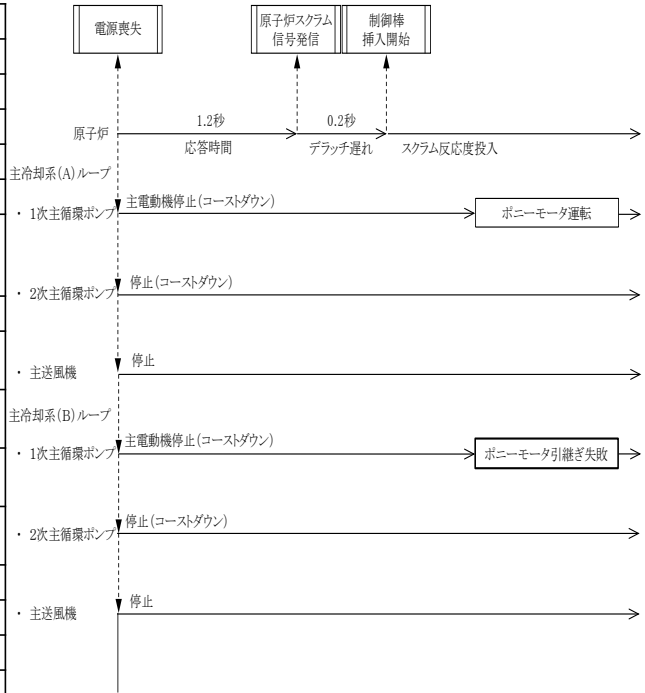 電源喪失
原子炉スクラム
信号発信
制御棒
挿入開始
1.2秒
0.2秒
原子炉
応答時間
デラッチ遅れ
スクラム反応度投入
主冷却系(A)ループ
・ 1次主循環ポンプ
主電動機停止(コーストダウン)
ポニーモータ運転
・ 2次主循環ポンプ
停止(コーストダウン)
・ 主送風機
停止
主冷却系(B)ループ
・ 1次主循環ポンプ
主電動機停止(コーストダウン)
ポニーモータ引継ぎ失敗
・ 2次主循環ポンプ
停止(コーストダウン)
・ 主送風機
停止